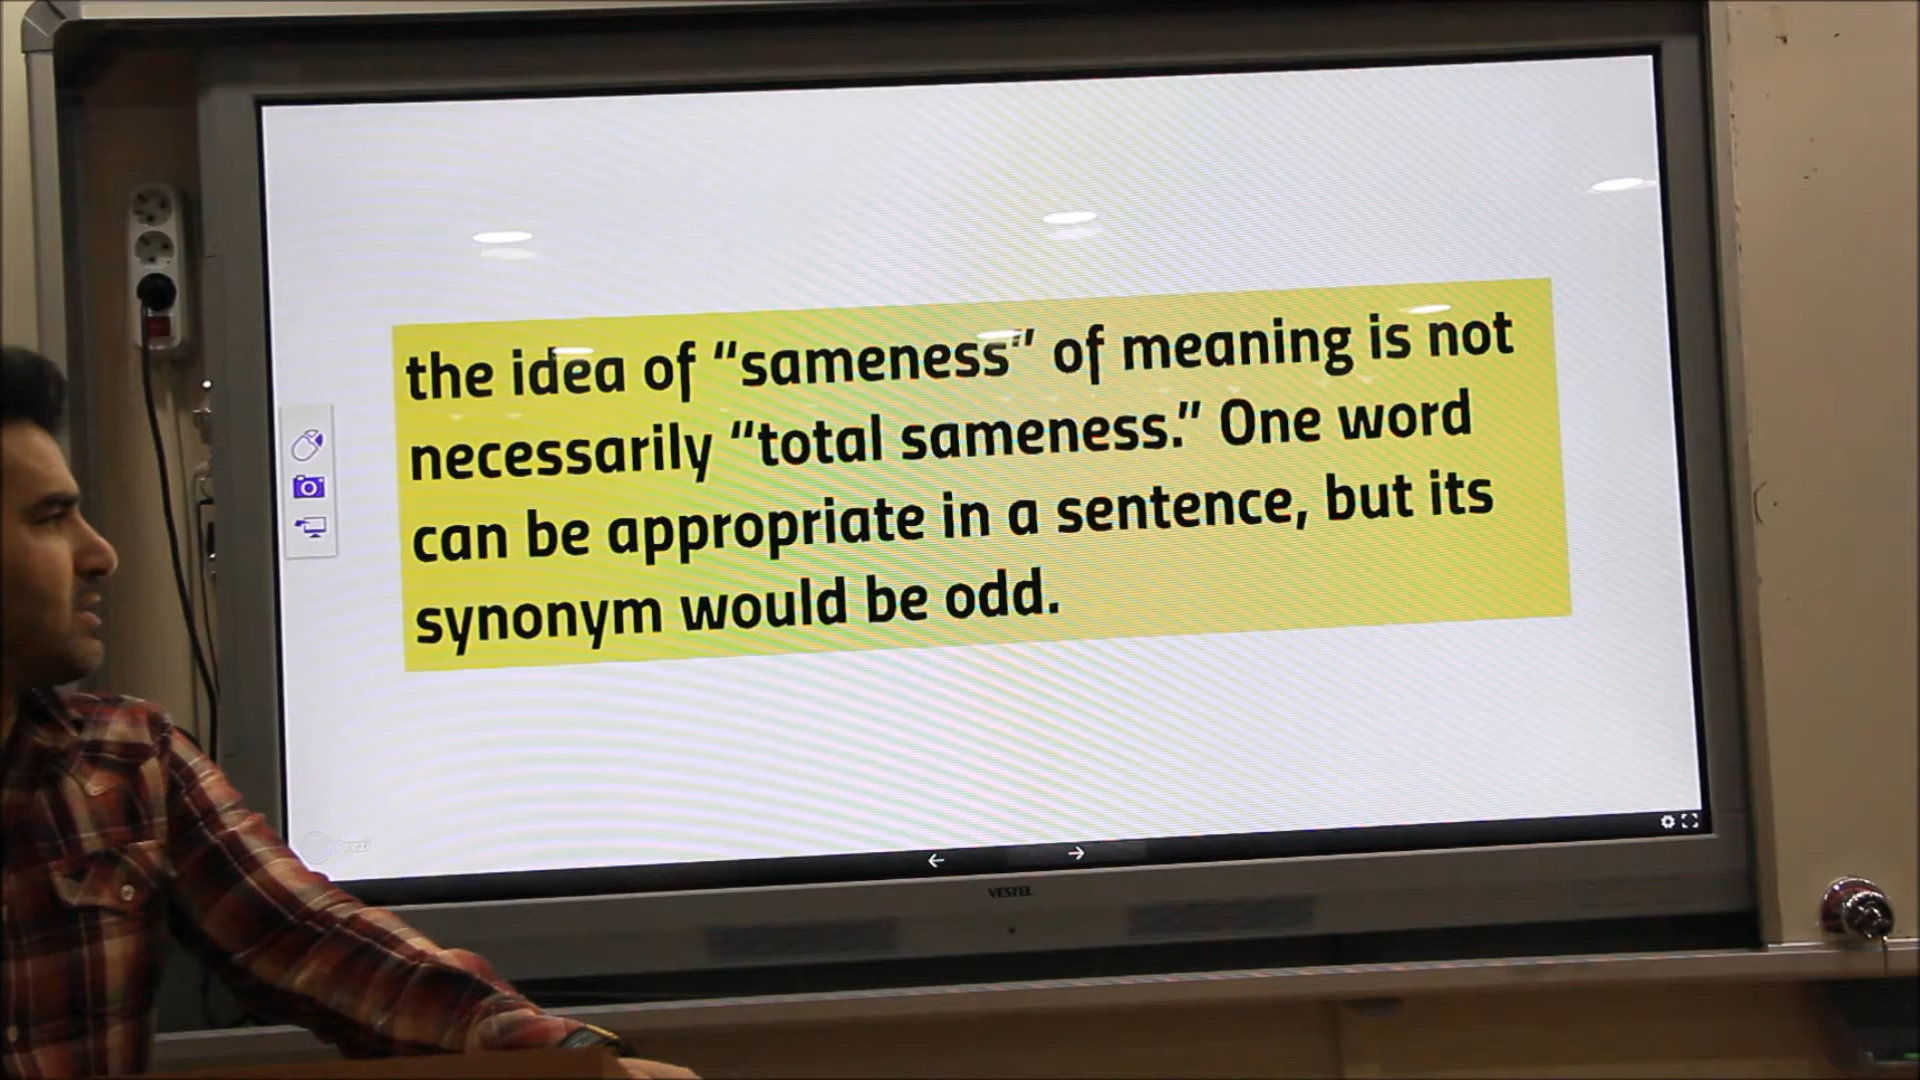 the idea of “sameness” of meaning is not
necessarily “total sameness.” One word
can be appropriate in a sentence, but its
synonym would be odd.
Prezi
VESTEL